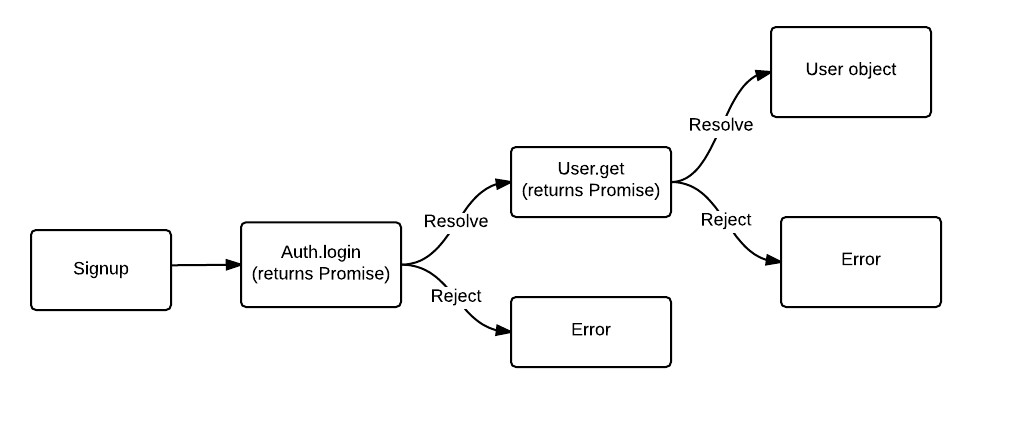 User object
Resolve
User.get
(returns Promise)
Resolve
Reject
Auth.login
(returns Promise)
Signup
Error
Reject
Error